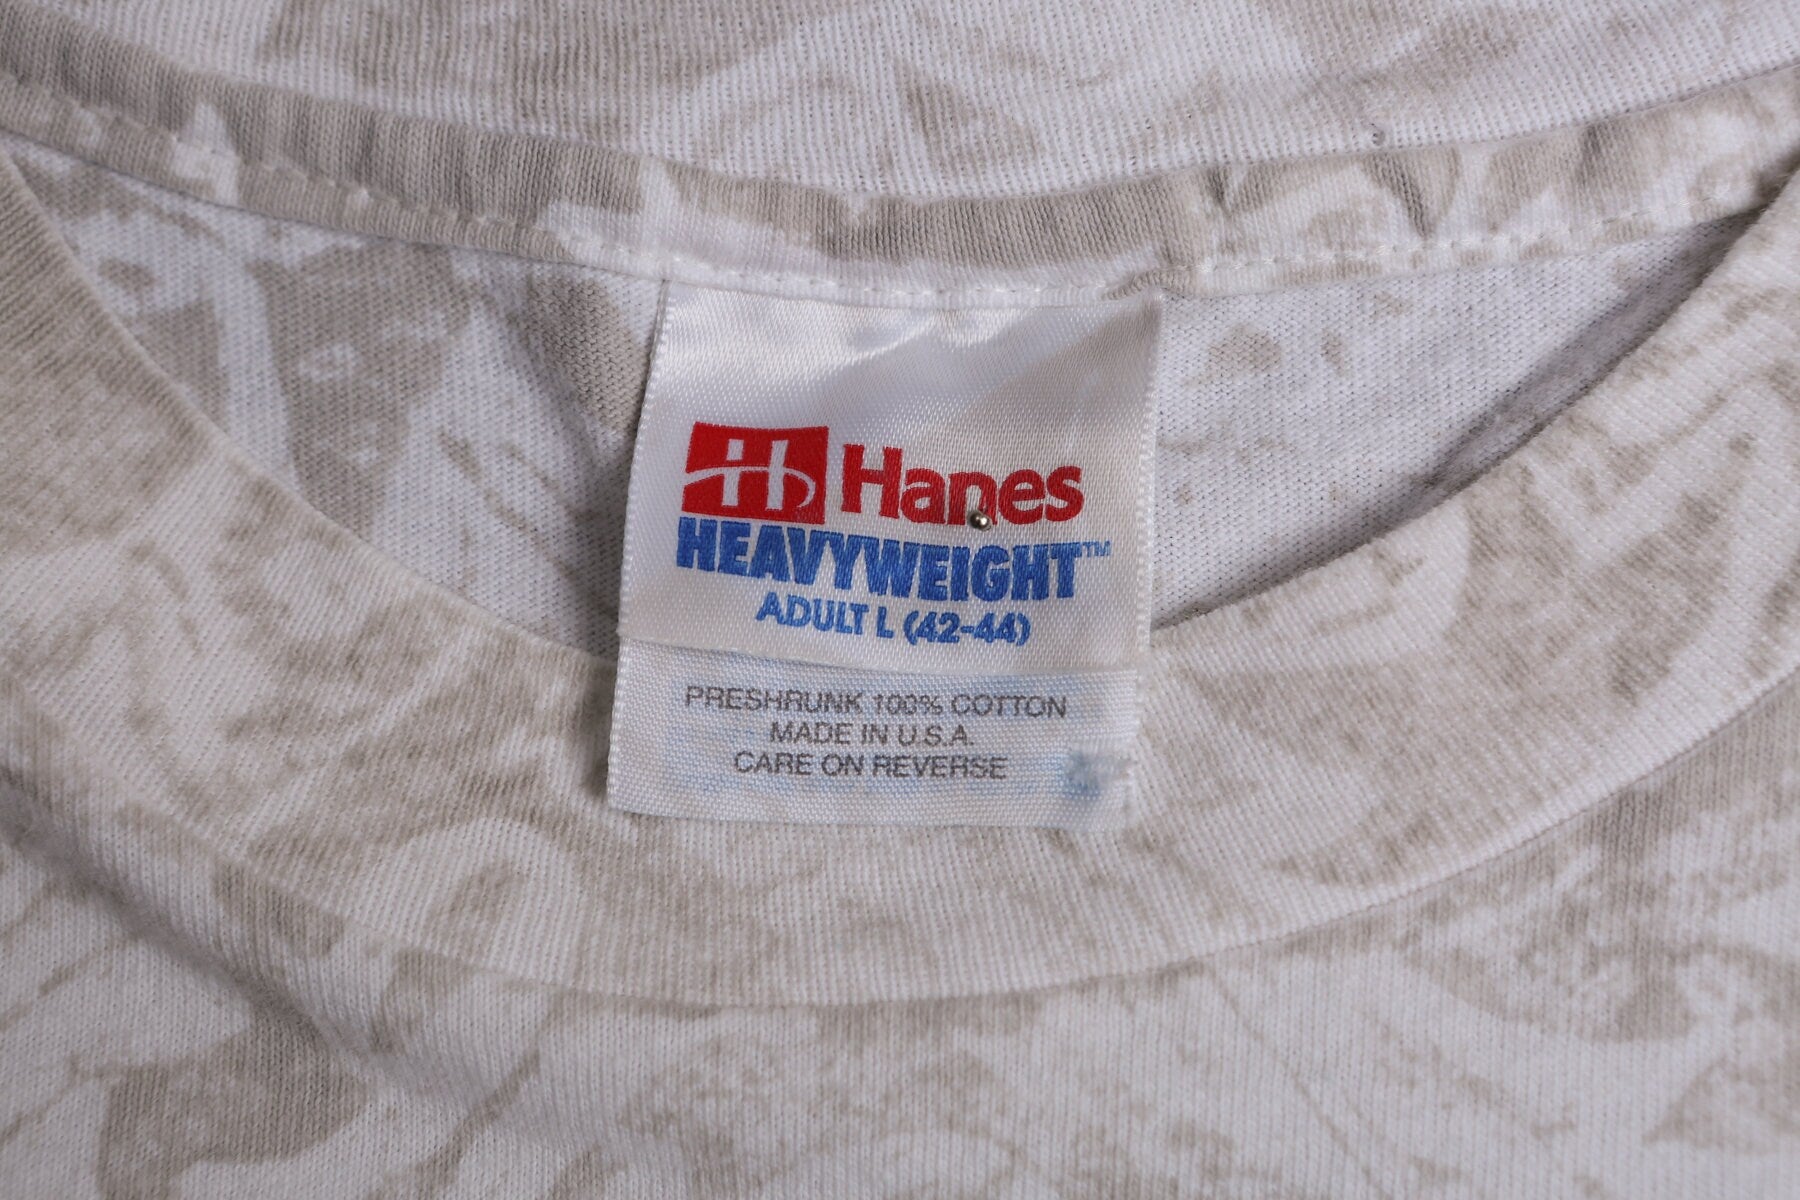 Hanes
HEAVYWEIGHT™
ADULT L (42-44)
PRESHRUNK 100% COTTON
MADE IN U.S.A.
CARE ON REVERSE